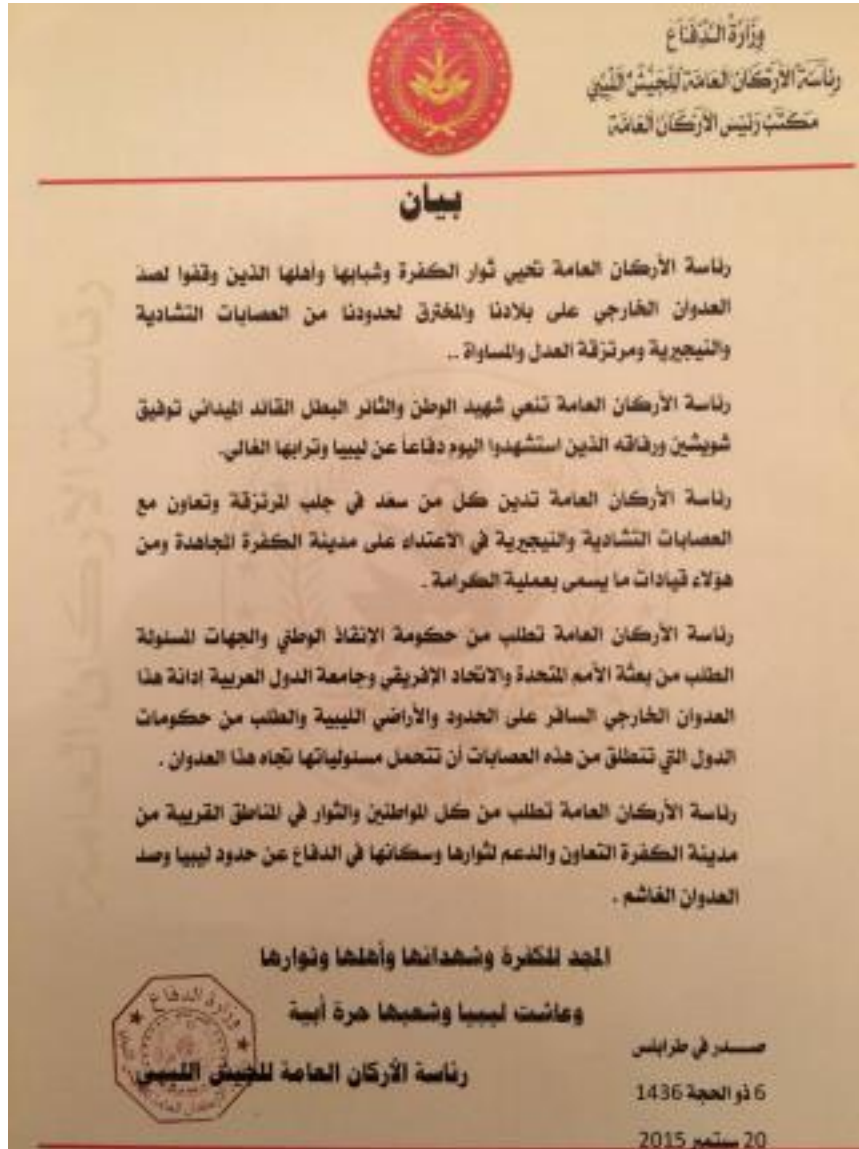 وزارة الدفاع
رئاسة الأركان العامة للجيش الليبي
مكتب رئيس الأركان العامة
بيان
رئاسة الأركان العامة تحيي ثوار الكفرة وشبابها وأهلها الذين وقفوا لصد
العدوان الخارجي على بلادنا والمخترق لحدودنا من العصابات التشادية
والنيجيرية ومرتزقة العدل والمساواة ..
رئاسة الأركان العامة تنعي شهيد الوطن والثائر البطل القائد الميداني توفيق
شويشين ورفاقه الذين استشهدوا اليوم دفاعاً عن ليبيا وترابها الغالي.
رئاسة الأركان العامة تدين كل من سعد في جلب المرتزقة وتعاون مع
العصابات التشادية والنيجيرية في الاعتداء على مدينة الكفرة المجاهدة ومن
هؤلاء قيادات ما يسمى بعملية الكرامة .
رئاسة الأركان العامة تطلب من حكومة الإنقاذ الوطني والجهات المسئولة
الطلب من بعثة الأمم المتحدة والاتحاد الإفريقي وجامعة الدول العربية إدانة هذا
العدوان الخارجي السافر على الحدود والأراضي الليبية والطلب من حكومات
الدول التي تنطلق من هذه العصابات أن تتحمل مسئولياتها تجاه هذا العدوان .
رئاسة الأركان العامة تطلب من كل المواطنين والثوار في المناطق القريبة من
مدينة الكفرة التعاون والدعم لثوارها وسكانها في الدفاع عن حدود ليبيا وصد
العدوان الغاشم .
المجد للكفرة وشهدائها وأهلها وثوارها
وعاشت ليبيا وشعبها حرة أبية
رئاسة الأركان العامة للجيش الليبي
صــدر في طرابلس
6 ذو الحجة 1436
20 سبتمبر 2015
وزارة الدفاع
رئاسة الأركان العامة